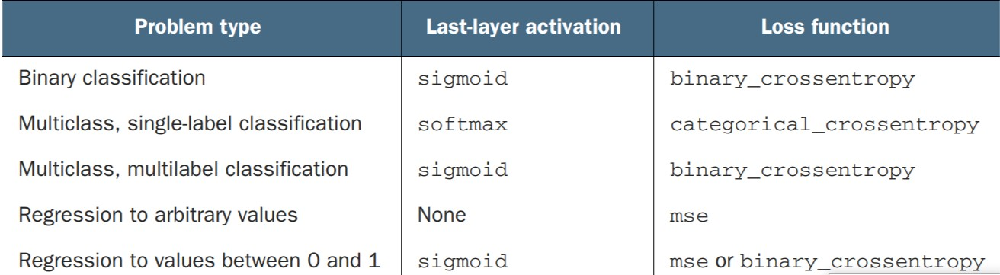 Problem type Last-layer activation Loss function
Binary classification sigmoid binary_crossentropy
Multiclass, single-label classification softmax categorical_crossentropy
Multiclass, multilabel classification sigmoid binary_crossentropy
Regression to arbitrary values None mse
Regression to values between 0 and 1 sigmoid mse or binary_crossentropy